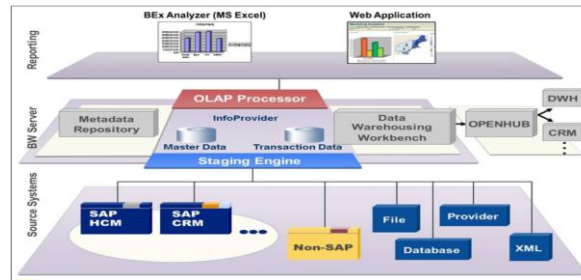 BEx Analyzer (MS Excel)
Web Application
Reporting
OLAP Processor
BW Server
Metadata
Repository
InfoProvider
Master Data
Transaction Data
Staging Engine
Data
Warehousing
Workbench
OPENHUB
DWH
CRM
Source Systems
SAP
HCM
SAP
CRM
Non-SAP
File
Database
Provider
XML